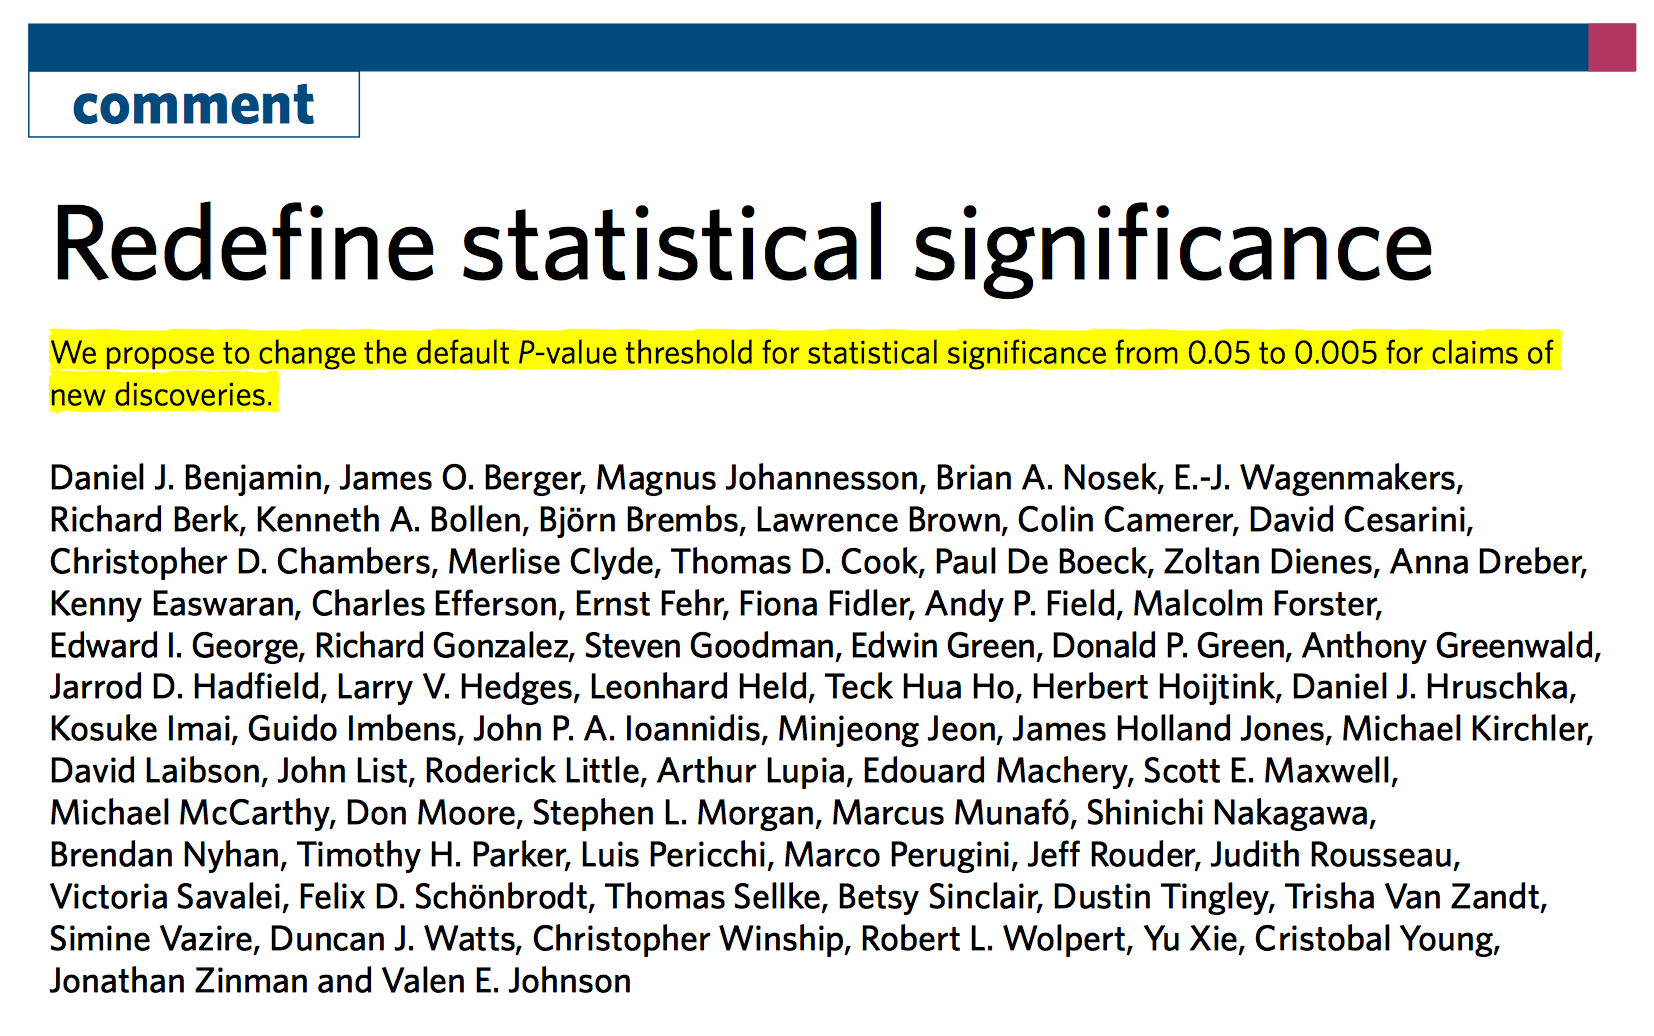 comment
Redefine statistical significance
We propose to change the default P-value threshold for statistical significance from 0.05 to 0.005 for claims of
new discoveries.
Daniel J. Benjamin, James O. Berger, Magnus Johannesson, Brian A. Nosek, E.-J. Wagenmakers,
Richard Berk, Kenneth A. Bollen, Björn Brembs, Lawrence Brown, Colin Camerer, David Cesarini,
Christopher D. Chambers, Merlise Clyde, Thomas D. Cook, Paul De Boeck, Zoltan Dienes, Anna Dreber,
Kenny Easwaran, Charles Efferson, Ernst Fehr, Fiona Fidler, Andy P. Field, Malcolm Forster,
Edward I. George, Richard Gonzalez, Steven Goodman, Edwin Green, Donald P. Green, Anthony Greenwald,
Jarrod D. Hadfield, Larry V. Hedges, Leonhard Held, Teck Hua Ho, Herbert Hoijtink, Daniel J. Hruschka,
Kosuke Imai, Guido Imbens, John P. A. Ioannidis, Minjeong Jeon, James Holland Jones, Michael Kirchler,
David Laibson, John List, Roderick Little, Arthur Lupia, Edouard Machery, Scott E. Maxwell,
Michael McCarthy, Don Moore, Stephen L. Morgan, Marcus Munafó, Shinichi Nakagawa,
Brendan Nyhan, Timothy H. Parker, Luis Pericchi, Marco Perugini, Jeff Rouder, Judith Rousseau,
Victoria Savalei, Felix D. Schönbrodt, Thomas Sellke, Betsy Sinclair, Dustin Tingley, Trisha Van Zandt,
Simine Vazire, Duncan J. Watts, Christopher Winship, Robert L. Wolpert, Yu Xie, Cristobal Young,
Jonathan Zinman and Valen E. Johnson